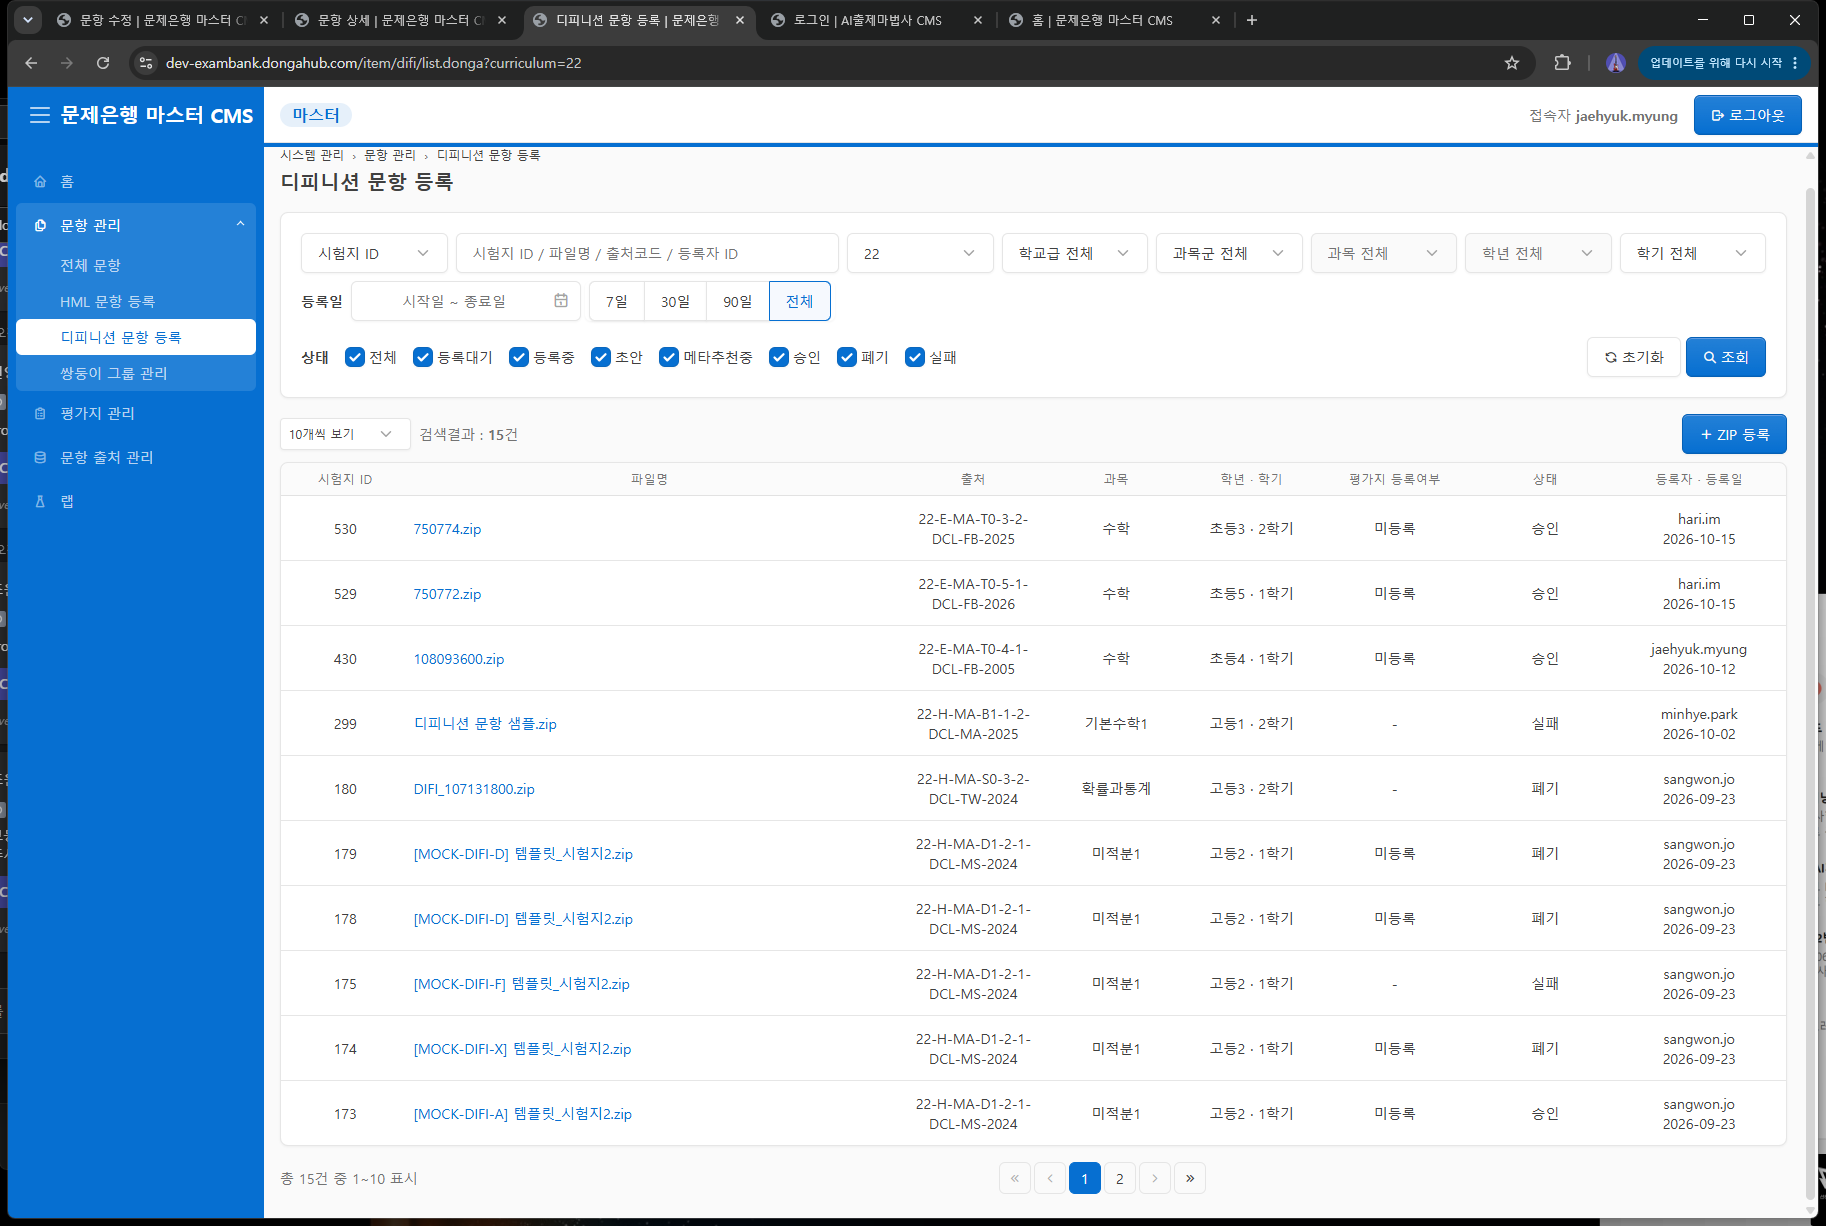 문항 수정 | 문제은행 마스터 C
문항 상세 | 문제은행 마스터 C
디피니션 문항 등록 | 문제은행
로그인 | AI출제마법사 CMS
홈 | 문제은행 마스터 CMS
dev-exambank.dongahub.com/item/difi/list.donga?curriculum=22
업데이트를 위해 다시 시작
문제은행 마스터 CMS
마스터
접속자 jaehyuk.myung
로그아웃
홈
문항 관리
전체 문항
HML 문항 등록
디피니션 문항 등록
쌍둥이 그룹 관리
평가지 관리
문항 출처 관리
랩
시스템 관리 › 문항 관리 › 디피니션 문항 등록
디피니션 문항 등록
시험지 ID
시험지 ID / 파일명 / 출처코드 / 등록자 ID
22
학교급 전체
과목군 전체
과목 전체
학년 전체
학기 전체
등록일 시작일 ~ 종료일 7일 30일 90일 전체
상태 전체 등록대기 등록중 초안 메타추천중 승인 폐기 실패
초기화
조회
10개씩 보기
검색결과 : 15건
+ ZIP 등록
시험지 ID 파일명 출처 과목 학년 · 학기 평가지 등록여부 상태 등록자 · 등록일
530 750774.zip 22-E-MA-T0-3-2-DCL-FB-2025 수학 초등3 · 2학기 미등록 승인 hari.im 2026-10-15
529 750772.zip 22-E-MA-T0-5-1-DCL-FB-2026 수학 초등5 · 1학기 미등록 승인 hari.im 2026-10-15
430 108093600.zip 22-E-MA-T0-4-1-DCL-FB-2005 수학 초등4 · 1학기 미등록 승인 jaehyuk.myung 2026-10-12
299 디피니션 문항 샘플.zip 22-H-MA-B1-1-2-DCL-MA-2025 기본수학1 고등1 · 2학기 - 실패 minhye.park 2026-10-02
180 DIFI_107131800.zip 22-H-MA-S0-3-2-DCL-TW-2024 확률과통계 고등3 · 2학기 - 폐기 sangwon.jo 2026-09-23
179 [MOCK-DIFI-D] 템플릿_시험지2.zip 22-H-MA-D1-2-1-DCL-MS-2024 미적분1 고등2 · 1학기 미등록 폐기 sangwon.jo 2026-09-23
178 [MOCK-DIFI-D] 템플릿_시험지2.zip 22-H-MA-D1-2-1-DCL-MS-2024 미적분1 고등2 · 1학기 미등록 폐기 sangwon.jo 2026-09-23
175 [MOCK-DIFI-F] 템플릿_시험지2.zip 22-H-MA-D1-2-1-DCL-MS-2024 미적분1 고등2 · 1학기 - 실패 sangwon.jo 2026-09-23
174 [MOCK-DIFI-X] 템플릿_시험지2.zip 22-H-MA-D1-2-1-DCL-MS-2024 미적분1 고등2 · 1학기 미등록 폐기 sangwon.jo 2026-09-23
173 [MOCK-DIFI-A] 템플릿_시험지2.zip 22-H-MA-D1-2-1-DCL-MS-2024 미적분1 고등2 · 1학기 미등록 승인 sangwon.jo 2026-09-23
총 15건 중 1~10 표시
« ‹ 1 2 › »